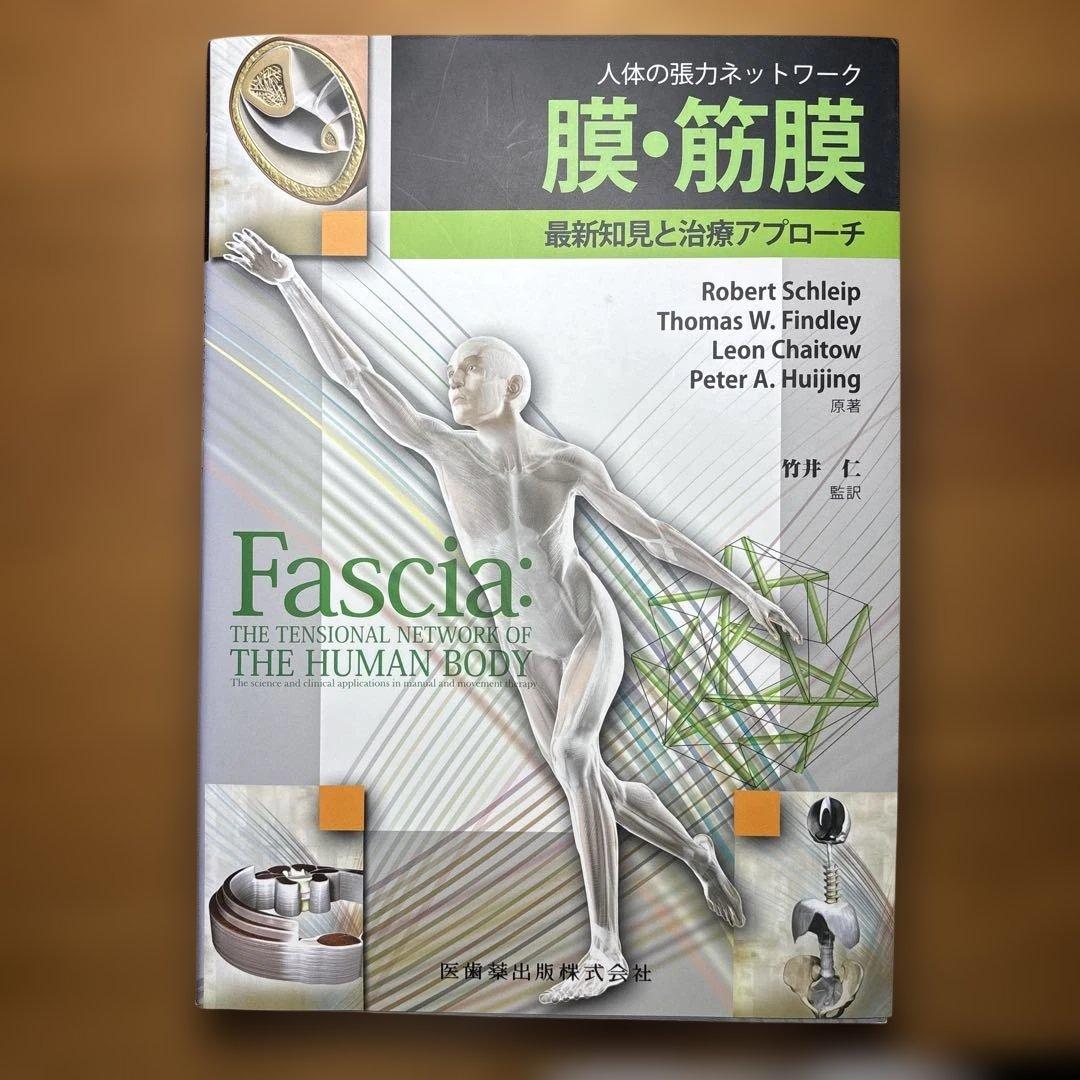 人体の張力ネットワーク
膜・筋膜
最新知見と治療アプローチ
Robert Schleip
Thomas W. Findley
Leon Chaitow
Peter A. Huijing
原著
竹井 仁
監訳
Fascia:
THE TENSIONAL NETWORK OF
THE HUMAN BODY
The science and clinical applications in manual and movement therapy
医歯薬出版株式会社